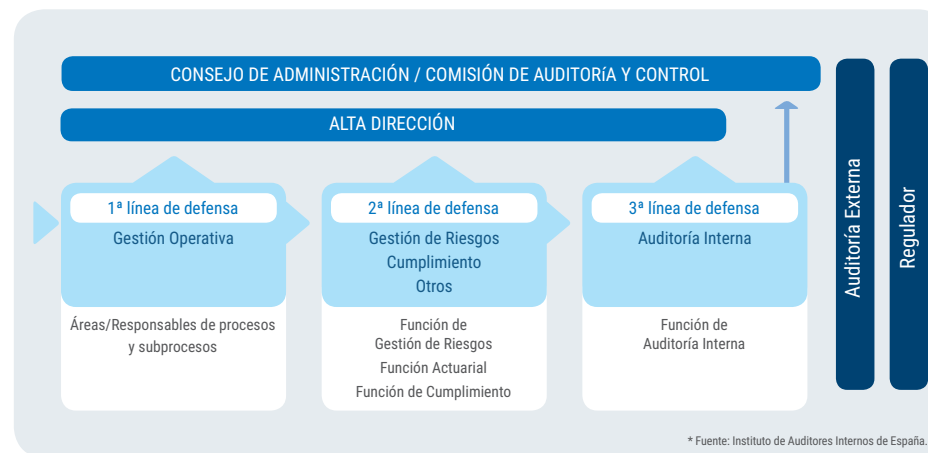 CONSEJO DE ADMINISTRACIÓN / COMISIÓN DE AUDITORíA Y CONTROL
ALTA DIRECCIÓN
1ª línea de defensa
Gestión Operativa
Áreas/Responsables de procesos
y subprocesos
2ª línea de defensa
Gestión de Riesgos
Cumplimiento
Otros
Función de
Gestión de Riesgos
Función Actuarial
Función de Cumplimiento
3ª línea de defensa
Auditoría Interna
Función de
Auditoría Interna
Auditoría Externa
Regulador
* Fuente: Instituto de Auditores Internos de España.